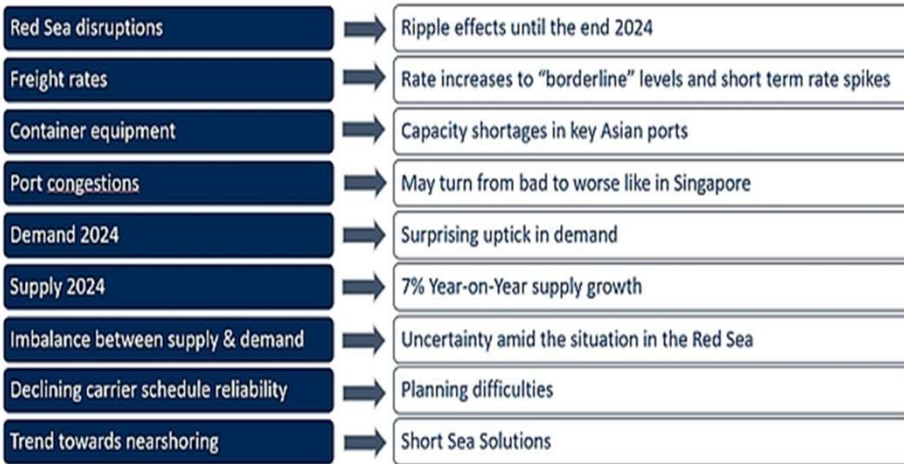 Red Sea disruptions
Ripple effects until the end 2024
Freight rates
Rate increases to “borderline” levels and short term rate spikes
Container equipment
Capacity shortages in key Asian ports
Port congestions
May turn from bad to worse like in Singapore
Demand 2024
Surprising uptick in demand
Supply 2024
7% Year-on-Year supply growth
Imbalance between supply & demand
Uncertainty amid the situation in the Red Sea
Declining carrier schedule reliability
Planning difficulties
Trend towards nearshoring
Short Sea Solutions